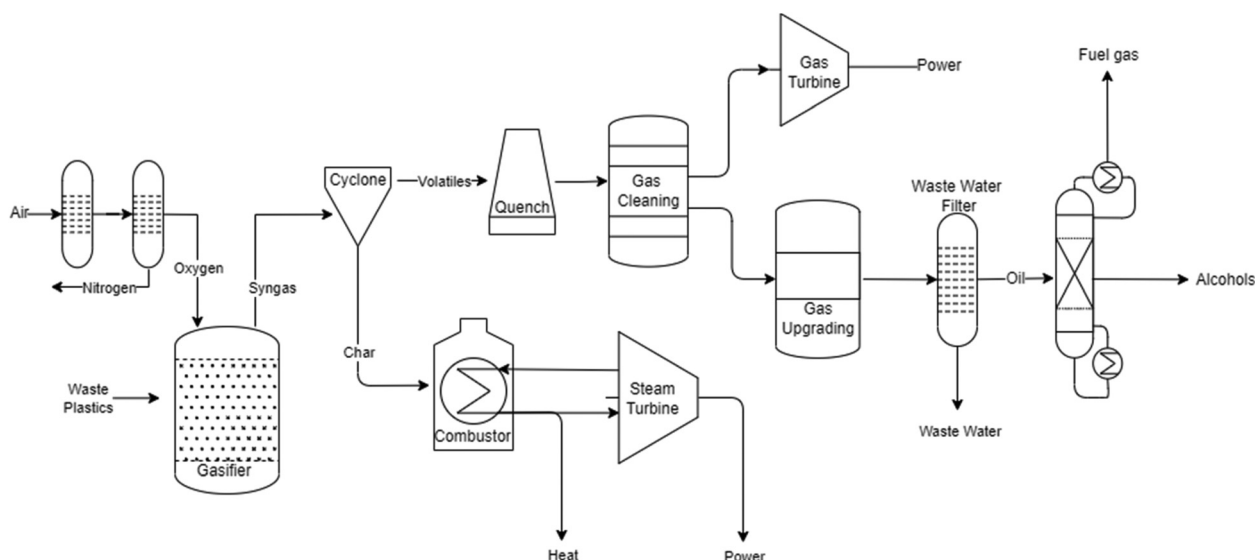 Fuel gas
Gas
Turbine
Power
Cyclone
Volatiles
Quench
Gas
Cleaning
Waste Water
Filter
Air
Oxygen
Nitrogen
Syngas
Oil
Alcohols
Gas
Upgrading
Char
Waste
Plastics
Steam
Turbine
Combustor
Waste Water
Gasifier
Heat
Power